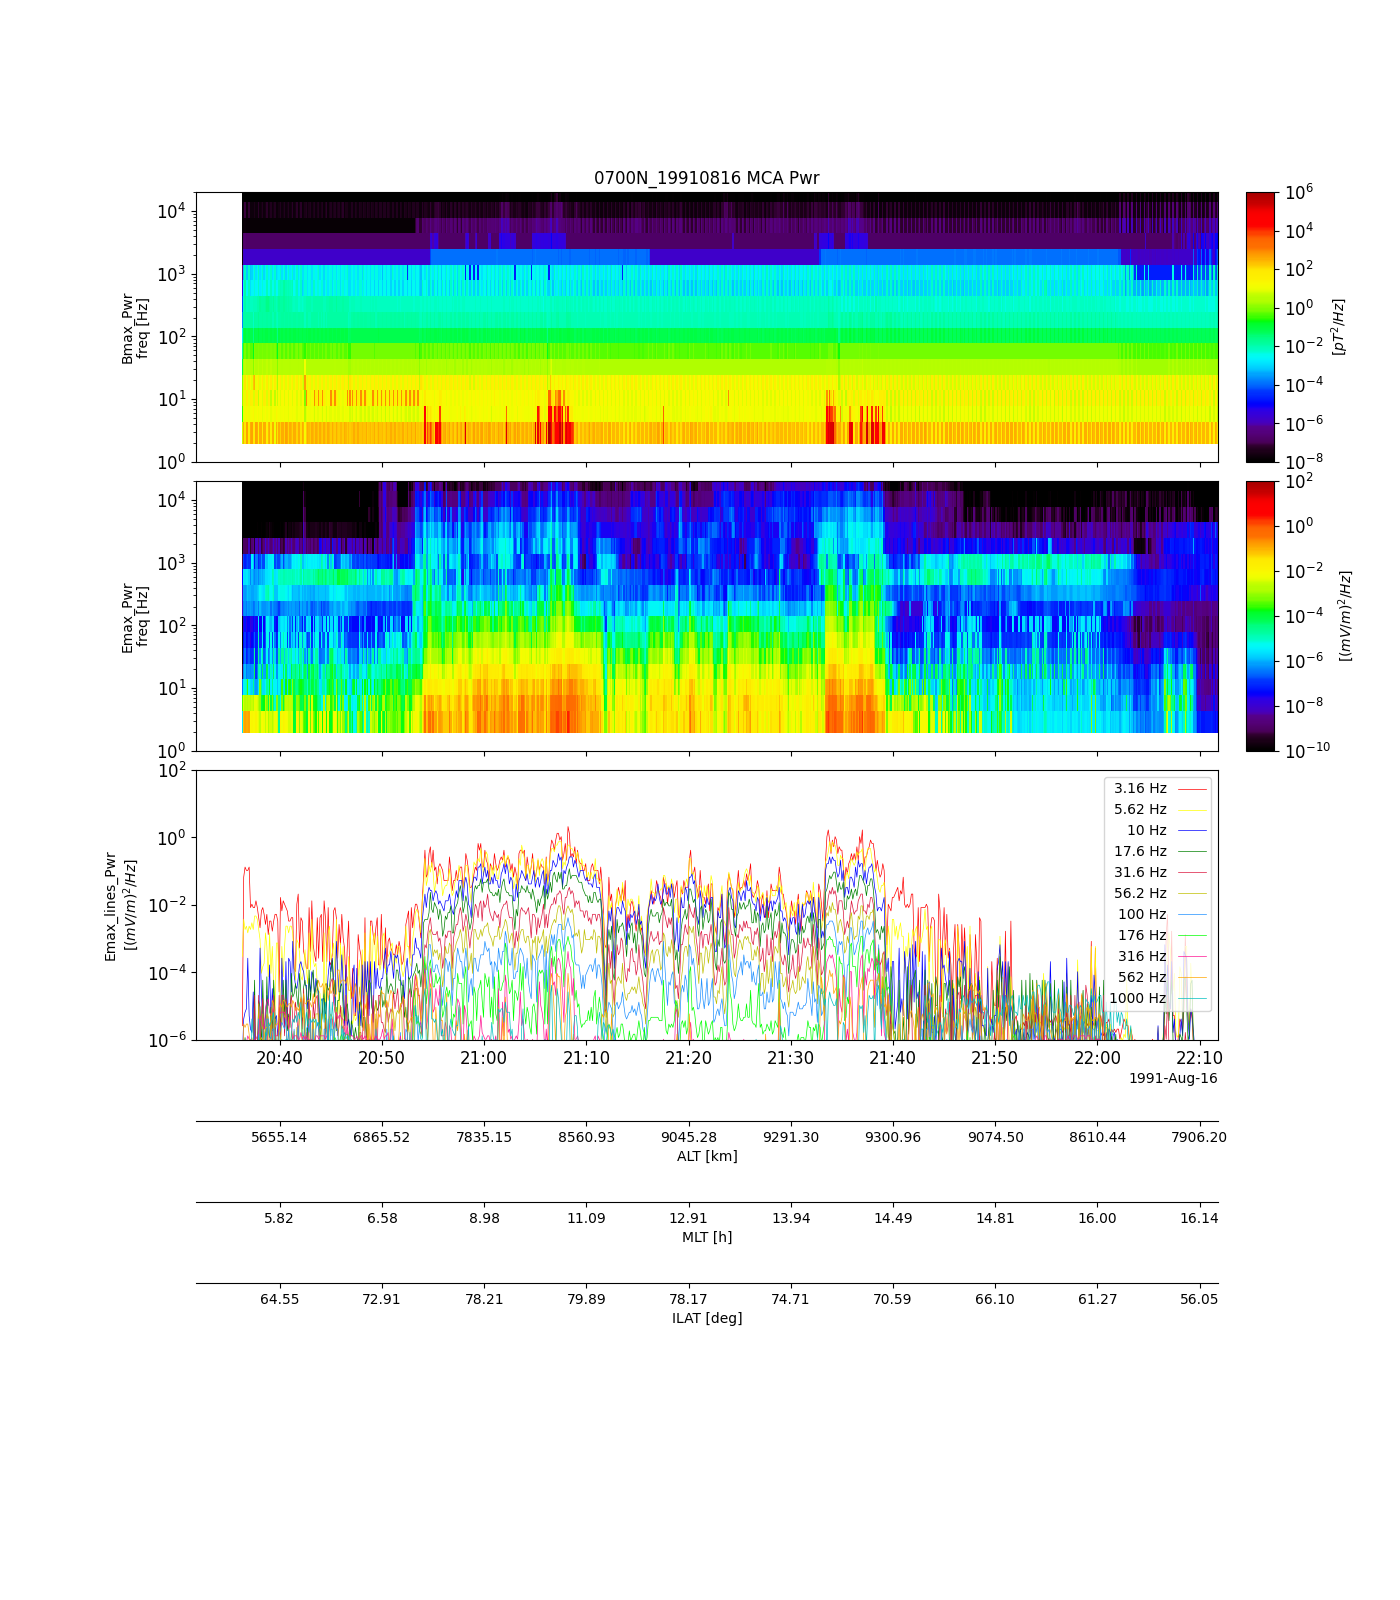 0700N_19910816 MCA Pwr
10^4
10^3
10^2
10^1
10^0
Bmax_Pwr
freq [Hz]
10^6
10^4
10^2
10^0
10^-2
10^-4
10^-6
10^-8
[pT^2/Hz]
10^4
10^3
10^2
10^1
10^0
Emax_Pwr
freq [Hz]
10^2
10^0
10^-2
10^-4
10^-6
10^-8
10^-10
[(mV/m)^2/Hz]
10^2
10^0
10^-2
10^-4
10^-6
Emax_lines_Pwr
[(mV/m)^2/Hz]
3.16 Hz
5.62 Hz
10 Hz
17.6 Hz
31.6 Hz
56.2 Hz
100 Hz
176 Hz
316 Hz
562 Hz
1000 Hz
20:40 20:50 21:00 21:10 21:20 21:30 21:40 21:50 22:00 22:10
1991-Aug-16
5655.14 6865.52 7835.15 8560.93 9045.28 9291.30 9300.96 9074.50 8610.44 7906.20
ALT [km]
5.82 6.58 8.98 11.09 12.91 13.94 14.49 14.81 16.00 16.14
MLT [h]
64.55 72.91 78.21 79.89 78.17 74.71 70.59 66.10 61.27 56.05
ILAT [deg]